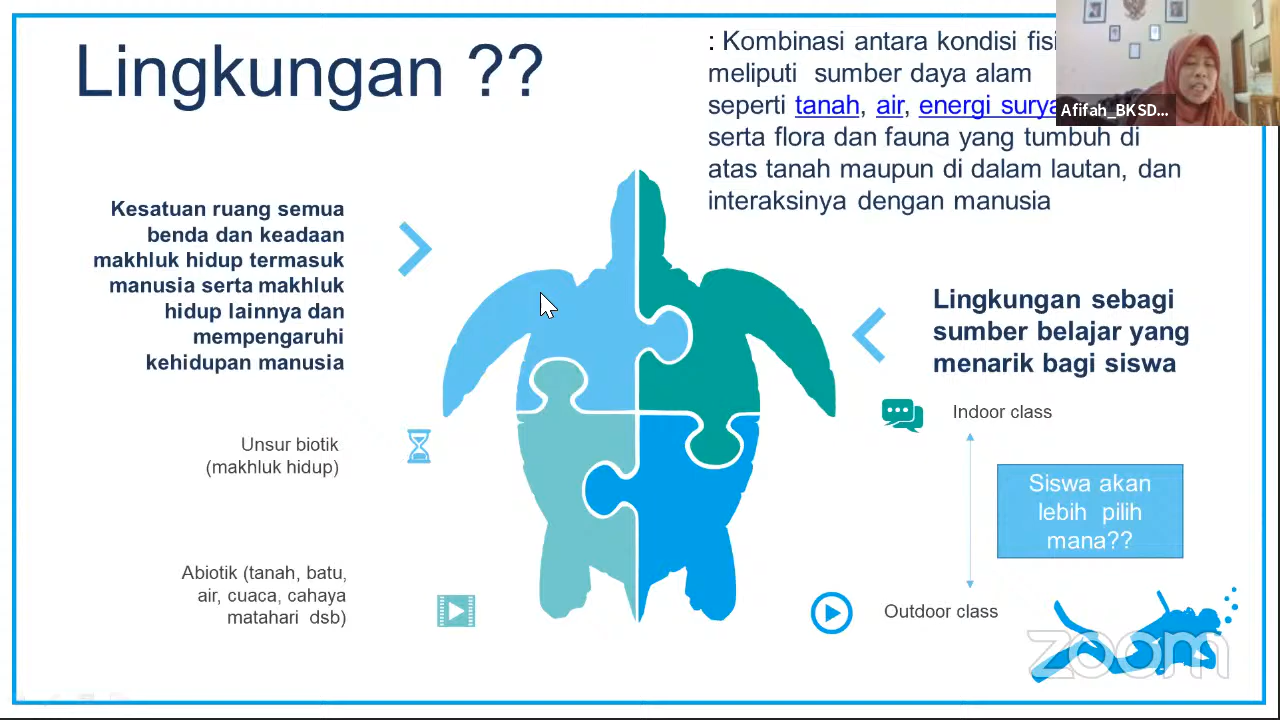 Lingkungan ??
: Kombinasi antara kondisi fisi
meliputi sumber daya alam
seperti tanah, air, energi surya
serta flora dan fauna yang tumbuh di
atas tanah maupun di dalam lautan, dan
interaksinya dengan manusia
Afifah_BKSD...
Kesatuan ruang semua
benda dan keadaan
makhluk hidup termasuk
manusia serta makhluk
hidup lainnya dan
mempengaruhi
kehidupan manusia
Unsur biotik
(makhluk hidup)
Abiotik (tanah, batu,
air, cuaca, cahaya
matahari dsb)
Lingkungan sebagi
sumber belajar yang
menarik bagi siswa
Indoor class
Siswa akan
lebih pilih
mana??
Outdoor class
zoom